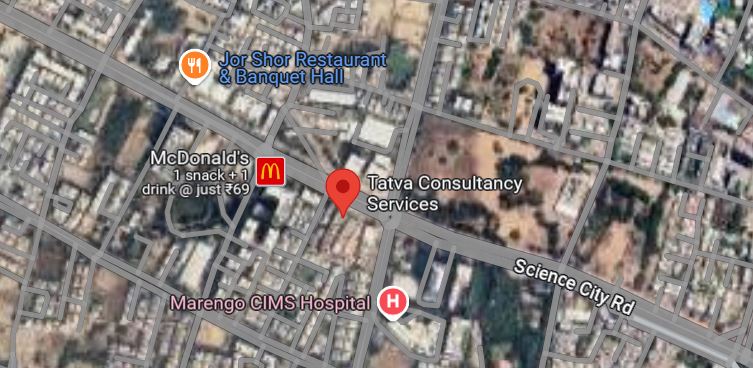 Jor Shor Restaurant
& Banquet Hall
McDonald's
1 snack + 1
drink @ just ₹69
Tatva Consultancy
Services
Science City Rd
Marengo CIMS Hospital
H